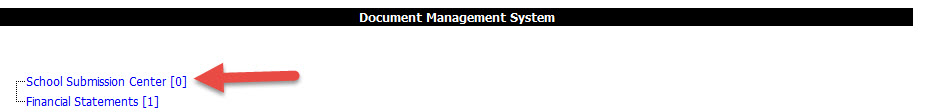 Document Management System
School Submission Center [0]
Financial Statements [1]